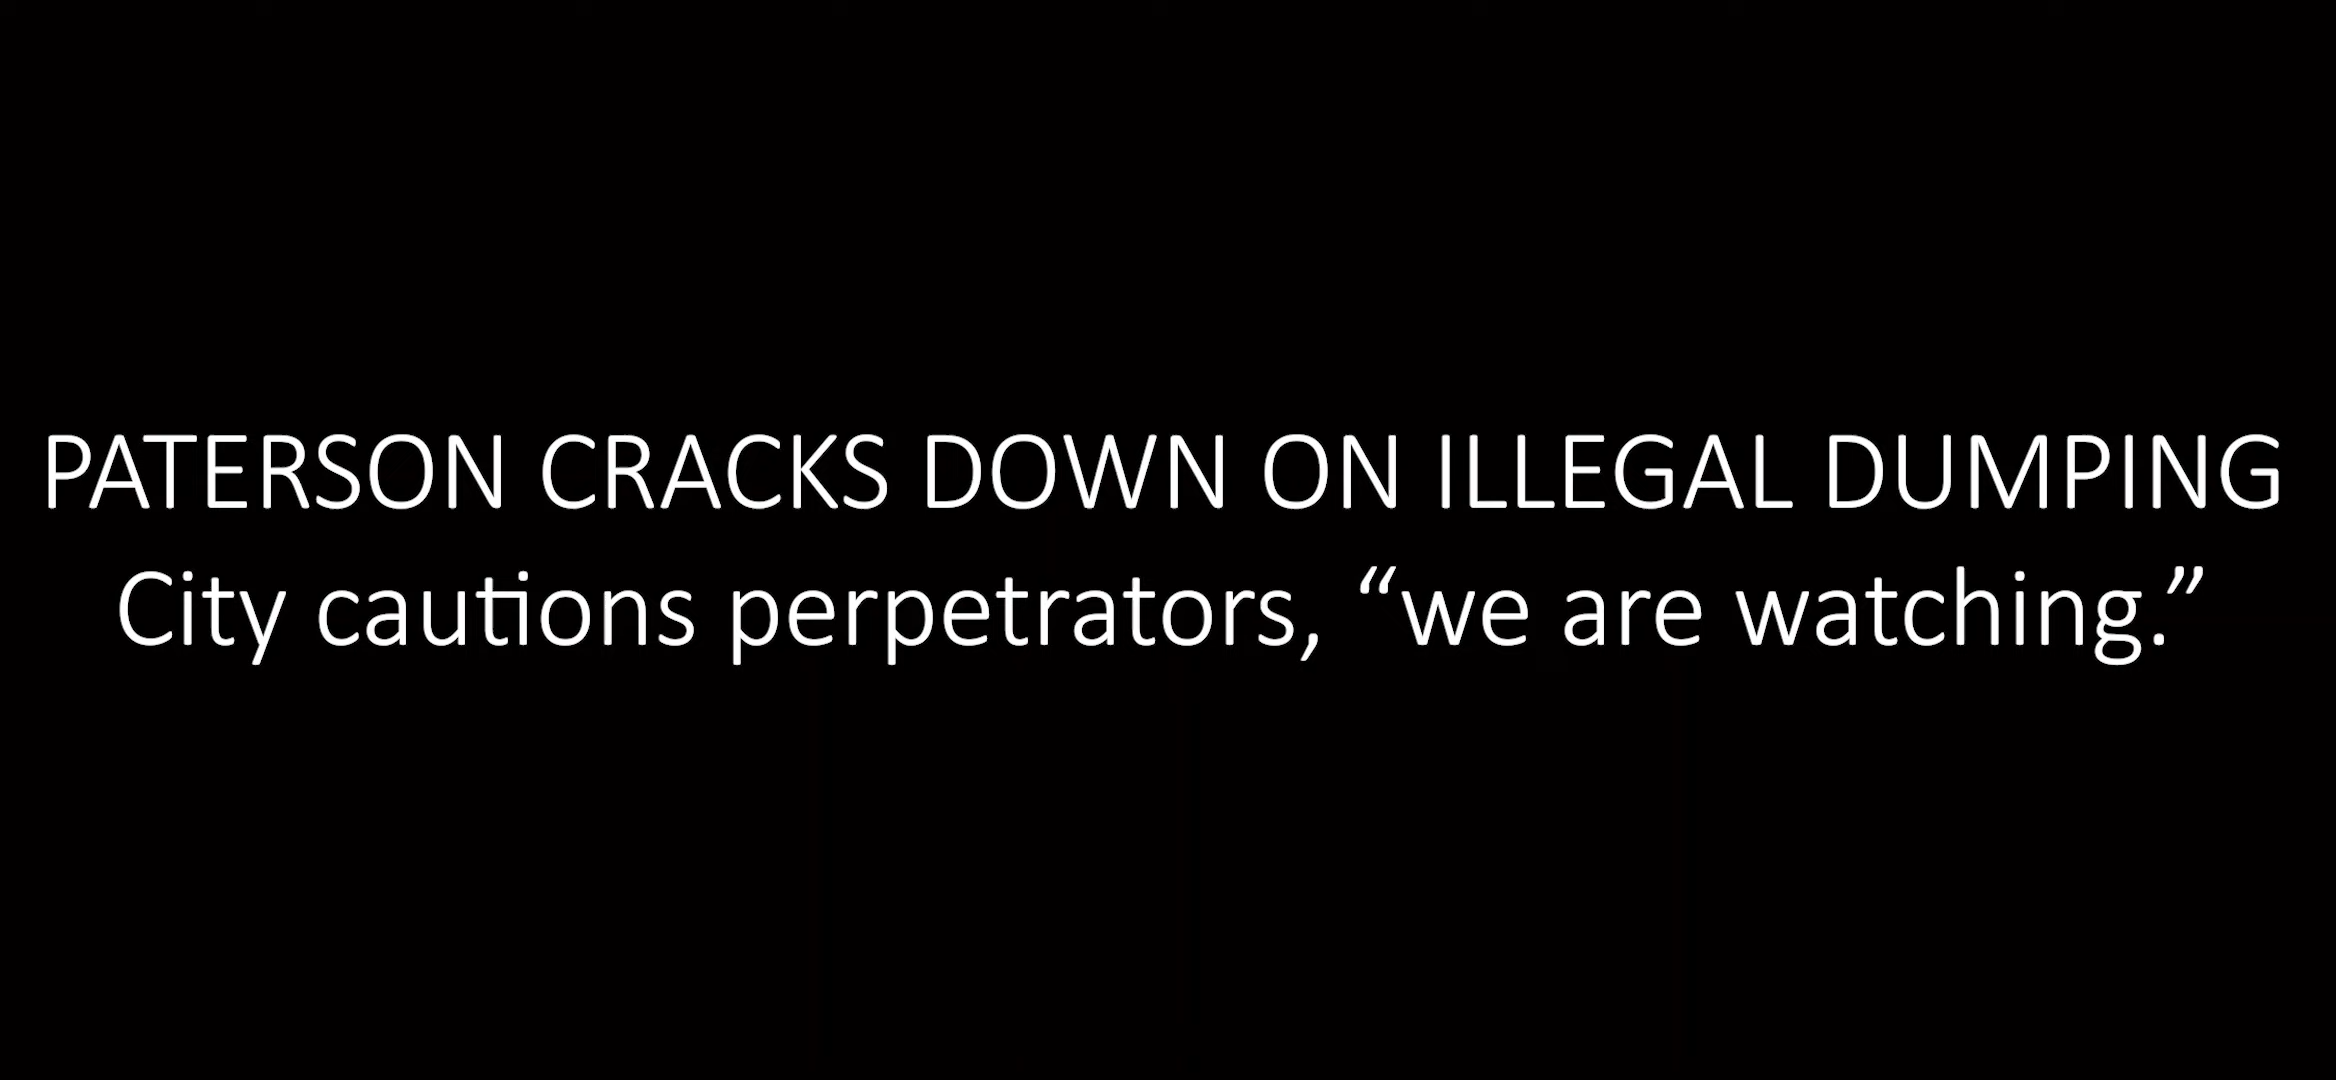 PATERSON CRACKS DOWN ON ILLEGAL DUMPING
City cautions perpetrators, “we are watching.”